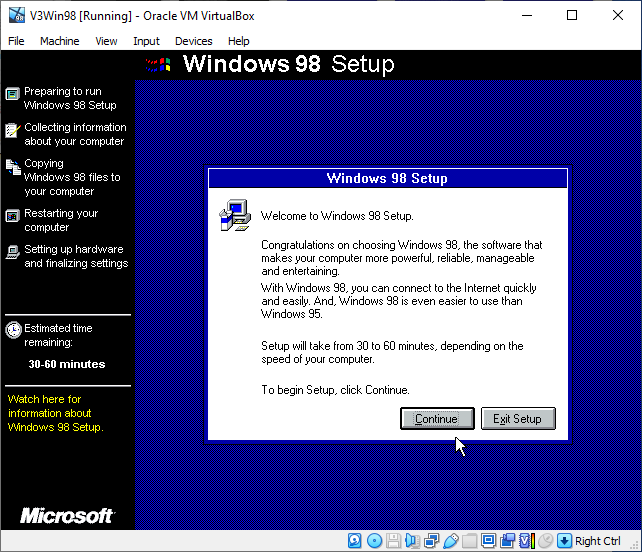 V3Win98 [Running] - Oracle VM VirtualBox
File Machine View Input Devices Help
Windows 98 Setup
Preparing to run
Windows 98 Setup
Collecting information
about your computer
Copying
Windows 98 files to
your computer
Restarting your
computer
Setting up hardware
and finalizing settings
Estimated time
remaining:
30-60 minutes
Watch here for
information about
Windows 98 Setup.
Microsoft
Windows 98 Setup
Welcome to Windows 98 Setup.
Congratulations on choosing Windows 98, the software that
makes your computer more powerful, reliable, manageable
and entertaining.
With Windows 98, you can connect to the Internet quickly
and easily. And, Windows 98 is even easier to use than
Windows 95.
Setup will take from 30 to 60 minutes, depending on the
speed of your computer.
To begin Setup, click Continue.
Continue Exit Setup
Right Ctrl